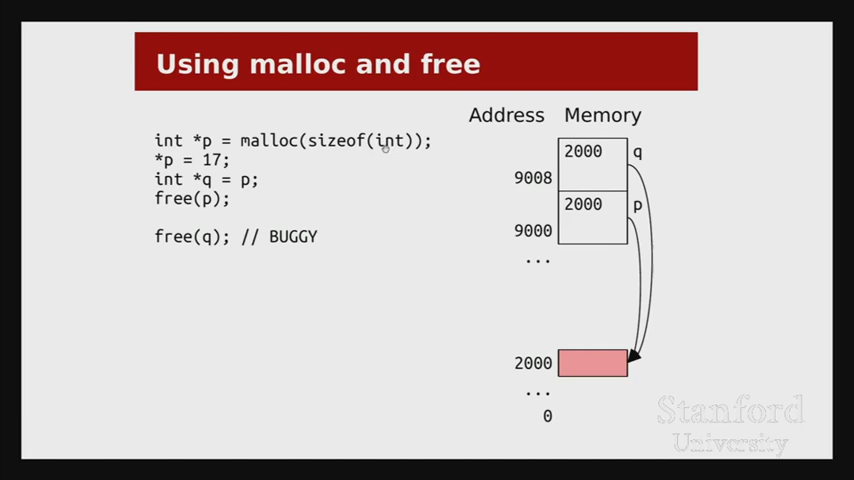 Using malloc and free
Address Memory
int *p = malloc(sizeof(int));
*p = 17;
int *q = p;
free(p);
free(q); // BUGGY
2000 q
9008
2000 p
9000
...
2000
...
0
Stanford
University